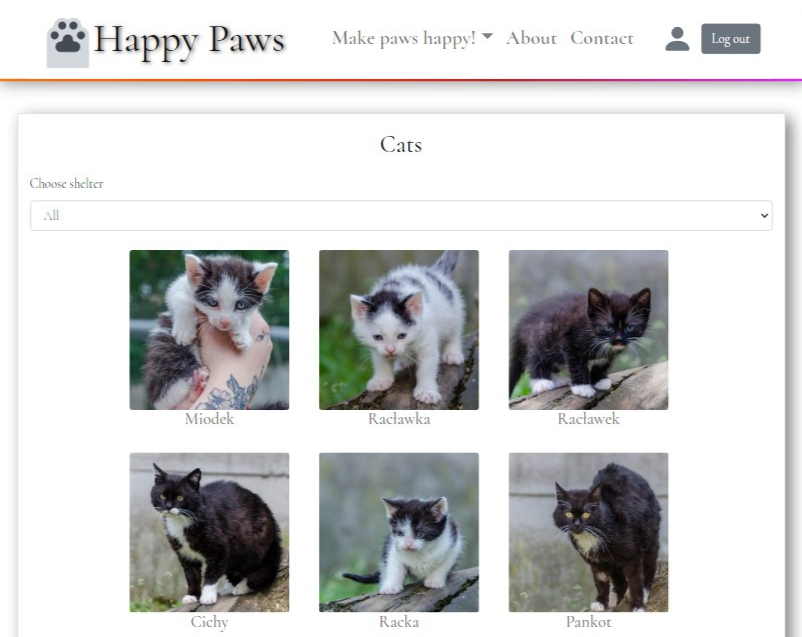 Happy Paws
Make paws happy! About Contact Log out
Cats
Choose shelter
All
Miodek Racławka Racławek
Cichy Racka Pankot